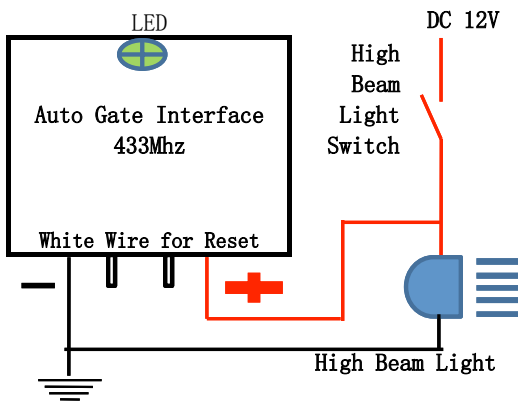 LED
DC 12V
High
Beam
Light
Switch
Auto Gate Interface
433Mhz
White Wire for Reset
High Beam Light